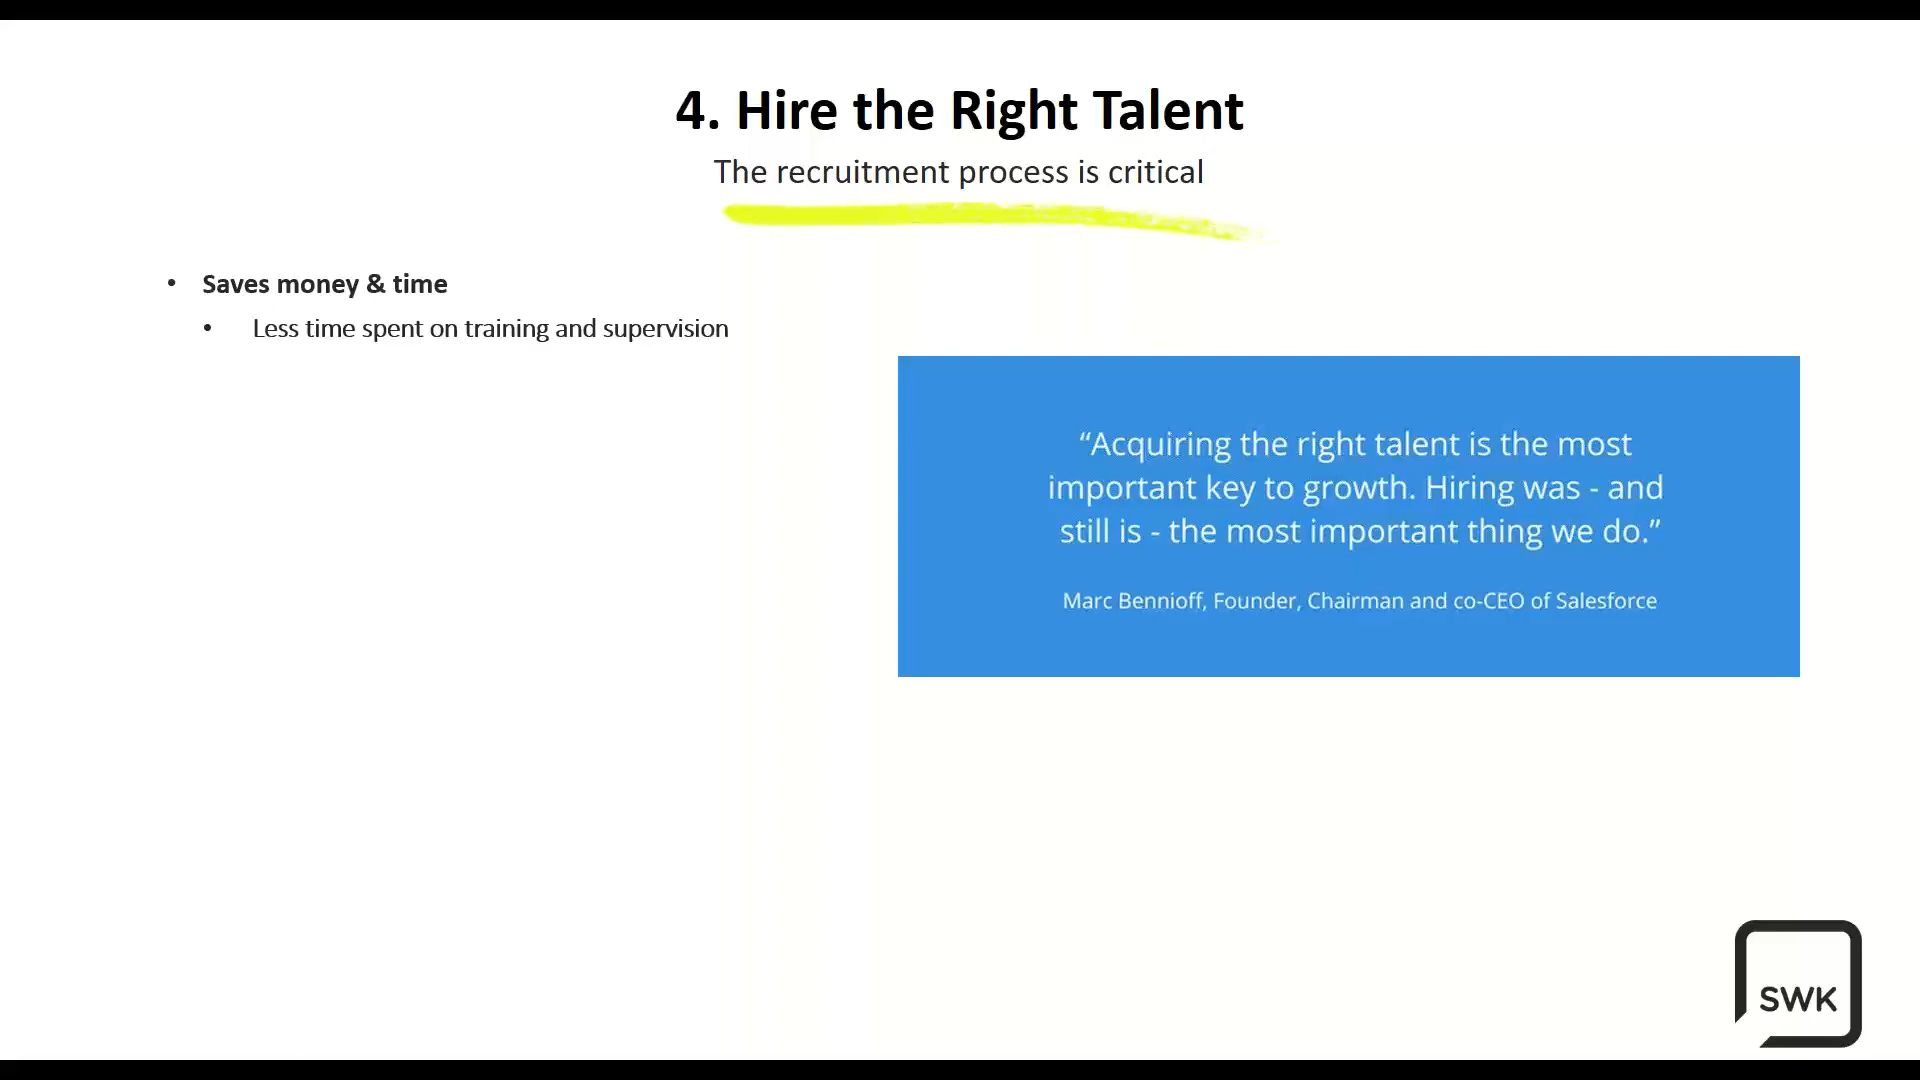 4. Hire the Right Talent
The recruitment process is critical
• Saves money & time
• Less time spent on training and supervision
“Acquiring the right talent is the most
important key to growth. Hiring was - and
still is - the most important thing we do.”
Marc Bennioff, Founder, Chairman and co-CEO of Salesforce
SWK